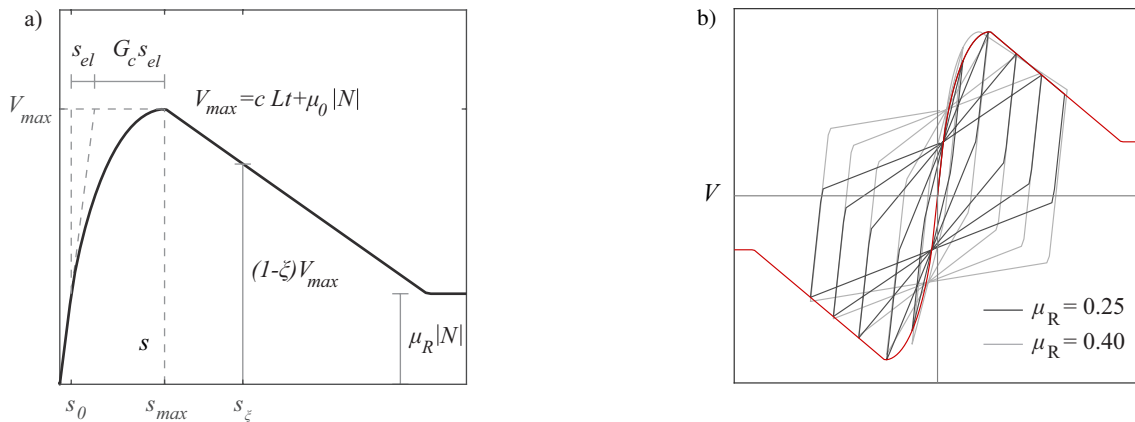 a)
s_el G_c s_el
V_max
V_max=c Lt+μ_0 |N|
(1-ξ)V_max
s
μ_R|N|
s_0 s_max s_ξ
b)
V
μ_R = 0.25
μ_R = 0.40